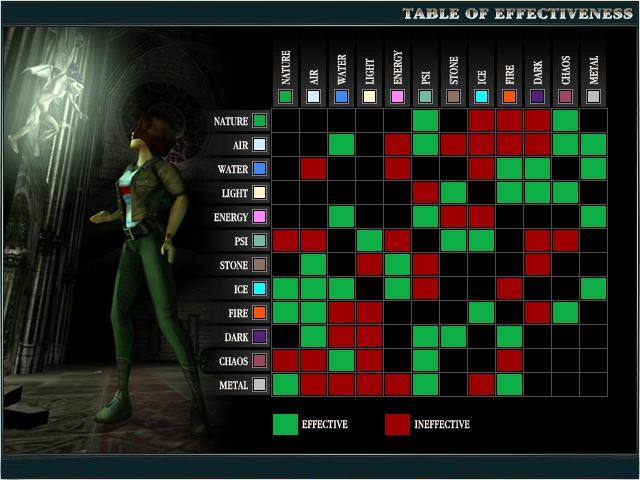 TABLE OF EFFECTIVENESS
NATURE AIR WATER LIGHT ENERGY PSI STONE ICE FIRE DARK CHAOS METAL
NATURE
AIR
WATER
LIGHT
ENERGY
PSI
STONE
ICE
FIRE
DARK
CHAOS
METAL
EFFECTIVE INEFFECTIVE